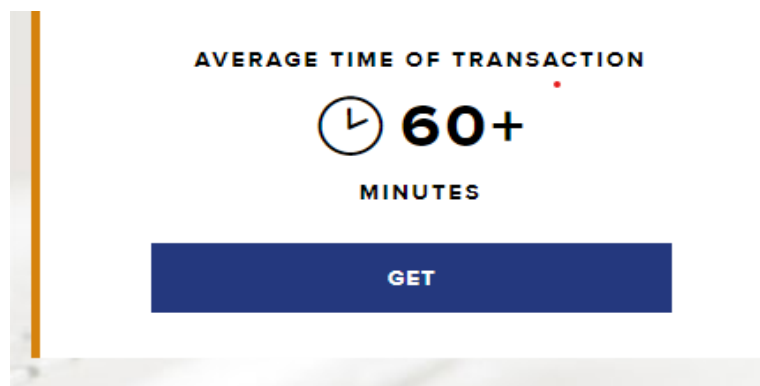 AVERAGE TIME OF TRANSACTION
60+
MINUTES
GET